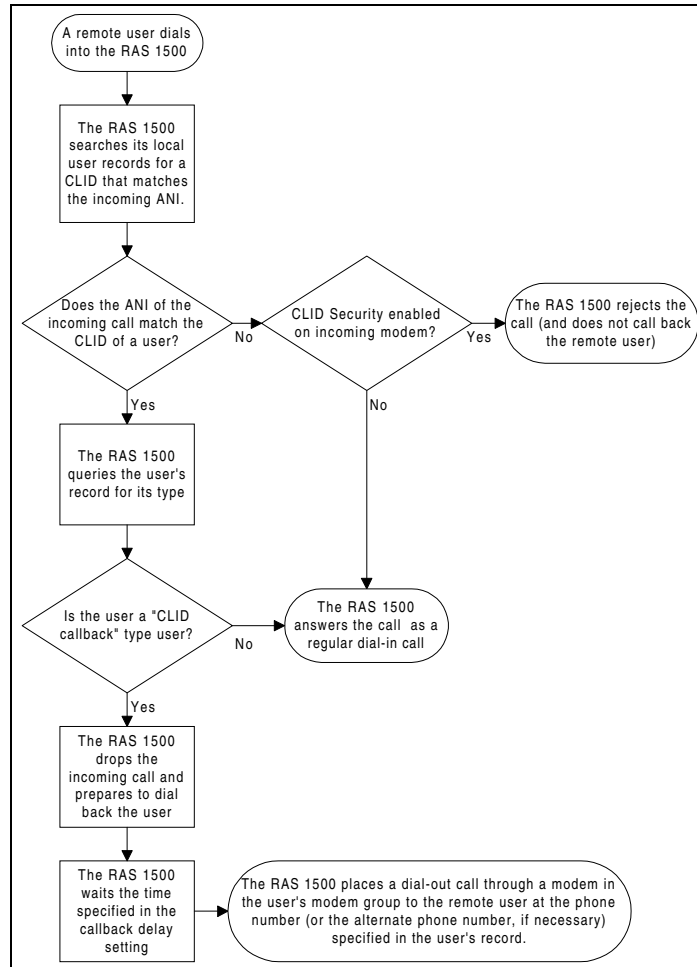 A remote user dials
into the RAS 1500
The RAS 1500
searches its local
user records for a
CLID that matches
the incoming ANI.
Does the ANI of the
incoming call match the
CLID of a user?
No
CLID Security enabled
on incoming modem?
Yes
The RAS 1500 rejects the
call (and does not call back
the remote user)
Yes
No
The RAS 1500
queries the user's
record for its type
Is the user a "CLID
callback" type user?
No
The RAS 1500
answers the call as a
regular dial-in call
Yes
The RAS 1500
drops the
incoming call and
prepares to dial
back the user
The RAS 1500
waits the time
specified in the
callback delay
setting
The RAS 1500 places a dial-out call through a modem in
the user's modem group to the remote user at the phone
number (or the alternate phone number, if necessary)
specified in the user's record.